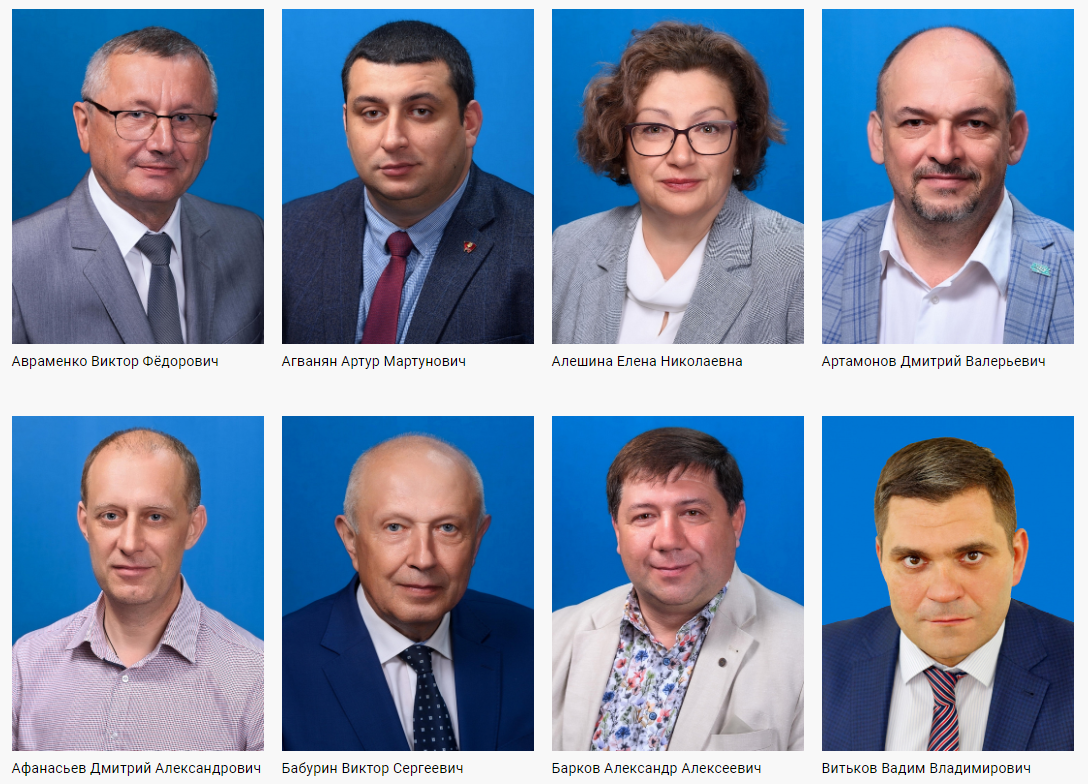 Авраменко Виктор Фёдорович
Агванян Артур Мартунович
Алешина Елена Николаевна
Артамонов Дмитрий Валерьевич
Афанасьев Дмитрий Александрович
Бабурин Виктор Сергеевич
Барков Александр Алексеевич
Витьков Вадим Владимирович